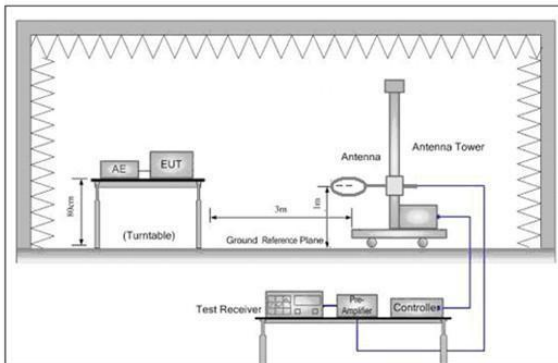 AE
EUT
80cm
(Turntable)
3m
Antenna
Antenna Tower
1m
Ground Reference Plane
Test Receiver
Pre-
Amplifier
Controller